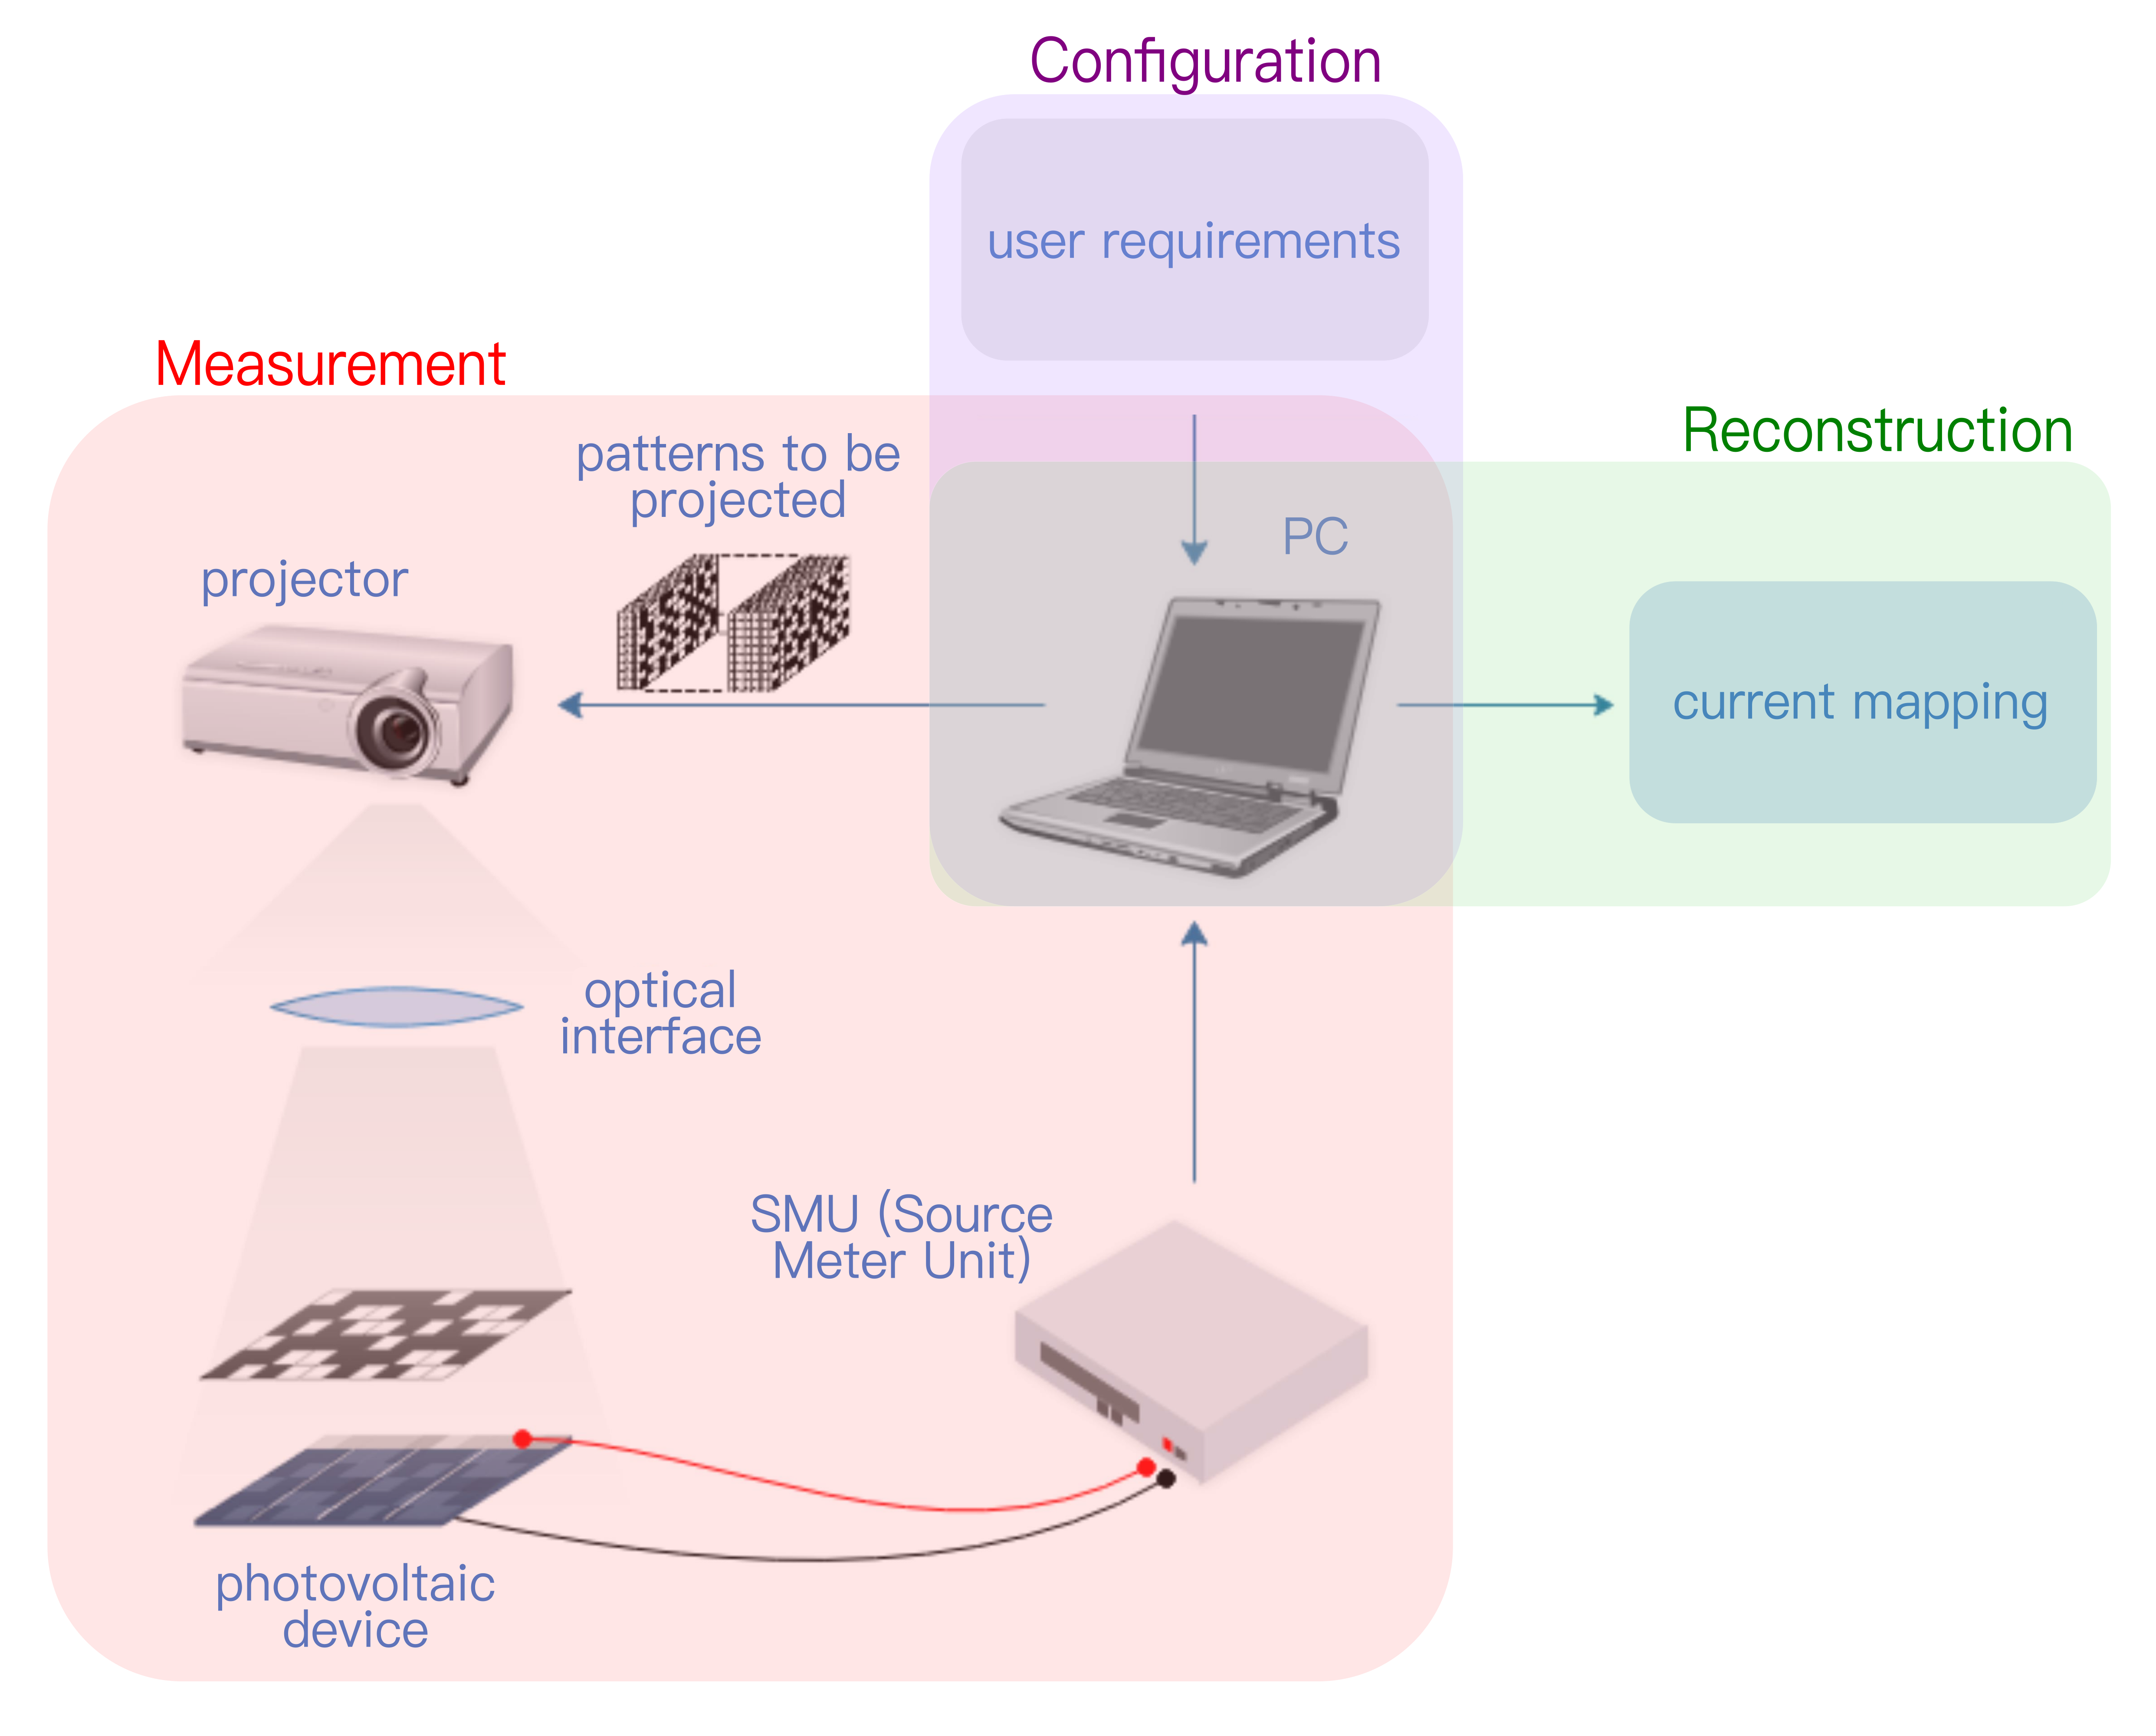 Configuration
user requirements
Measurement
patterns to be
projected
Reconstruction
PC
projector
current mapping
optical
interface
SMU (Source
Meter Unit)
photovoltaic
device